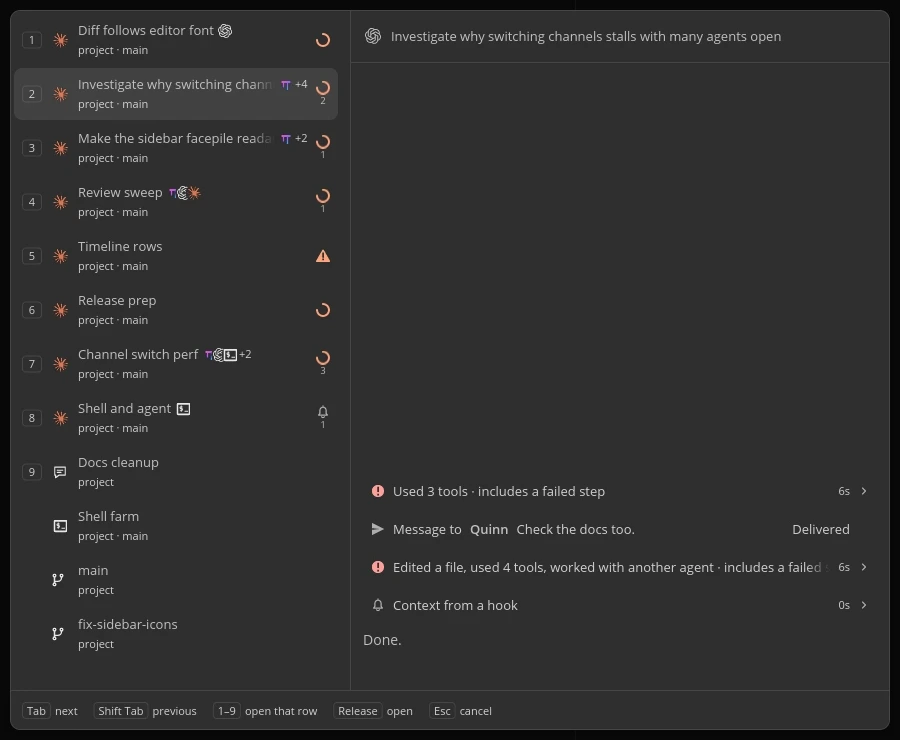 1
Diff follows editor font
project · main
2
Investigate why switching chann
+4
2
project · main
3
Make the sidebar facepile reada
+2
1
project · main
4
Review sweep
1
project · main
5
Timeline rows
project · main
6
Release prep
project · main
7
Channel switch perf
+2
3
project · main
8
Shell and agent
1
project · main
9
Docs cleanup
project
Shell farm
project · main
main
project
fix-sidebar-icons
project
Investigate why switching channels stalls with many agents open
Used 3 tools · includes a failed step 6s
Message to Quinn Check the docs too. Delivered
Edited a file, used 4 tools, worked with another agent · includes a failed 6s
Context from a hook 0s
Done.
Tab next Shift Tab previous 1–9 open that row Release open Esc cancel